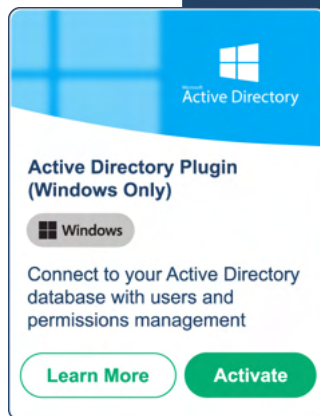 Microsoft
Active Directory
Active Directory Plugin
(Windows Only)
Windows
Connect to your Active Directory
database with users and
permissions management
Learn More
Activate